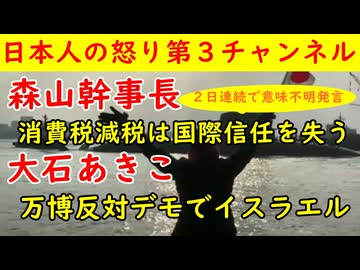 日本人の怒り第３チャンネル
森山幹事長
２日連続で意味不明発言
消費税減税は国際信任を失う
大石あきこ
万博反対デモでイスラエル